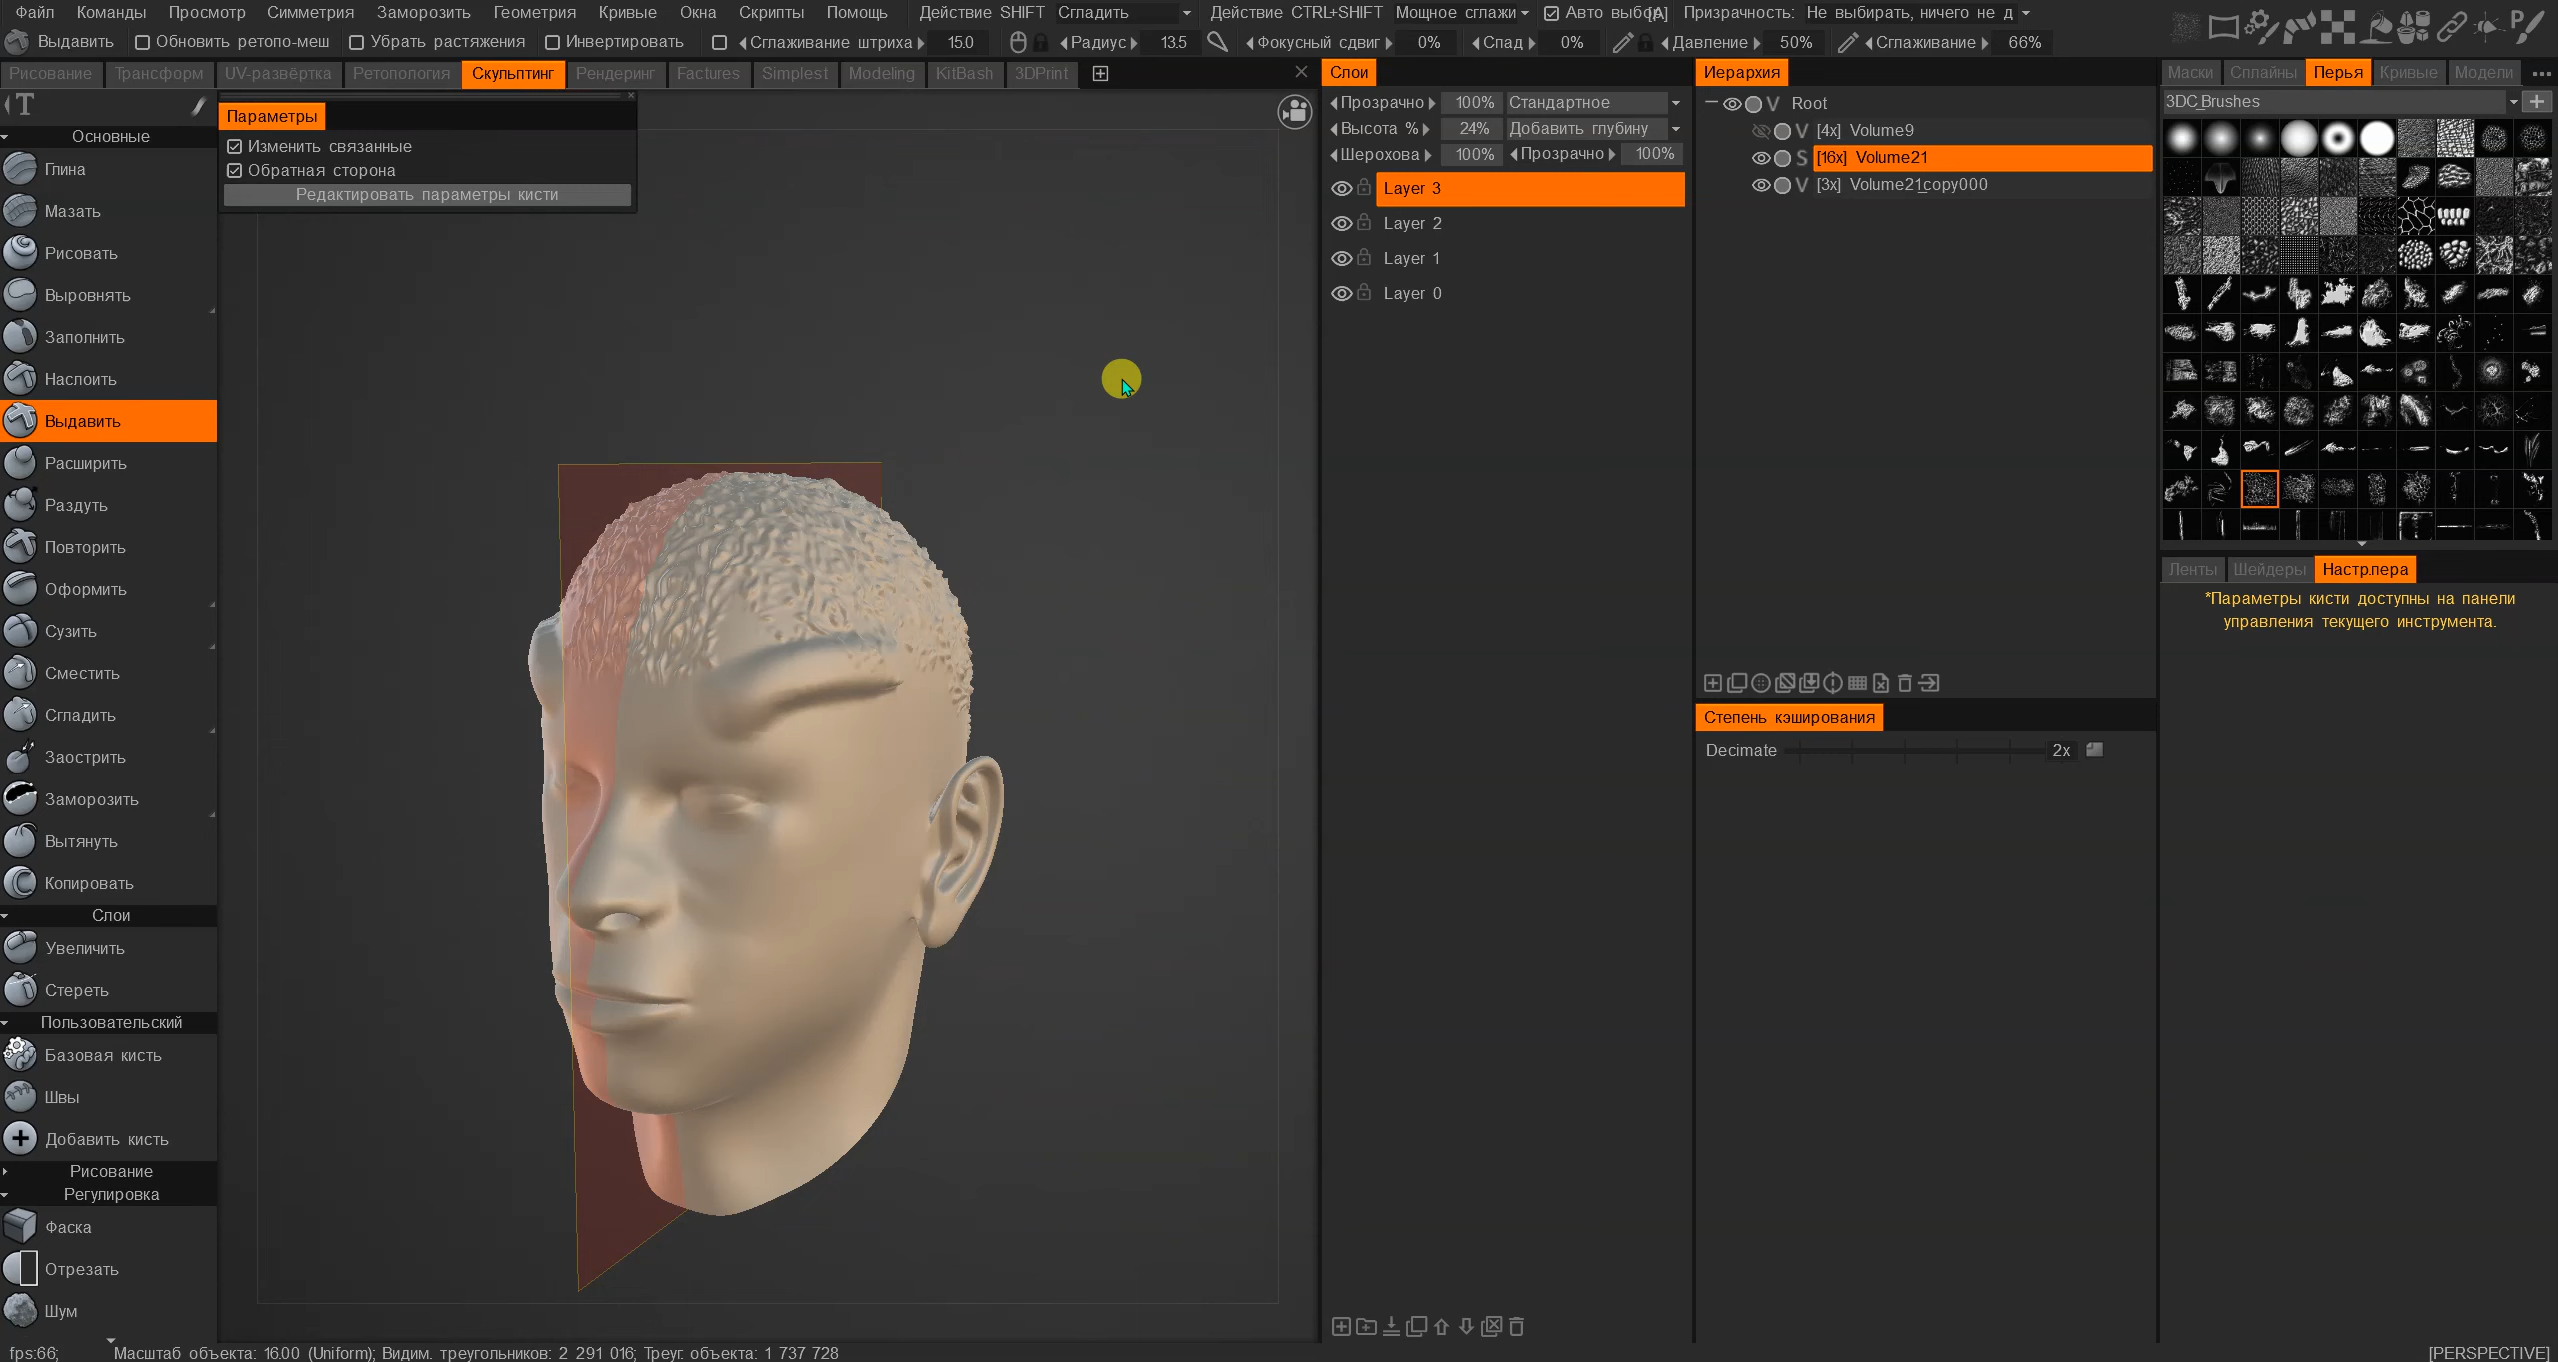 Файл Команды Просмотр Симметрия Заморозить Геометрия Кривые Окна Скрипты Помощь Действие SHIFT Сгладить Действие CTRL+SHIFT Мощное сглажи Авто выбор [A] Призрачность: Не выбирать, ничего не д
Выдавить Обновить ретопо-меш Убрать растяжения Инвертировать Сглаживание штриха 15.0 Радиус 13.5 Фокусный сдвиг 0% Спад 0% Давление 50% Сглаживание 66%
Рисование Трансформ UV-развёртка Ретопология Скульптинг Рендеринг Factures Simplest Modeling KitBash 3DPrint
T
Основные
Глина
Мазать
Рисовать
Выровнять
Заполнить
Наслоить
Выдавить
Расширить
Раздуть
Повторить
Оформить
Сузить
Сместить
Сгладить
Заострить
Заморозить
Вытянуть
Копировать
Слои
Увеличить
Стереть
Пользовательский
Базовая кисть
Швы
Добавить кисть
Рисование
Регулировка
Фаска
Отрезать
Шум
Параметры
Изменить связанные
Обратная сторона
Редактировать параметры кисти
Слои
Прозрачно 100% Стандартное
Высота % 24% Добавить глубину
Шерохова 100% Прозрачно 100%
Layer 3
Layer 2
Layer 1
Layer 0
Иерархия
V Root
V [4x] Volume9
S [16x] Volume21
V [3x] Volume21_copy000
Степень кэширования
Decimate 2x
Маски Сплайны Перья Кривые Модели
3DC_Brushes
Ленты Шейдеры Настр.пера
*Параметры кисти доступны на панели
управления текущего инструмента.
fps:66; Масштаб объекта: 16.00 (Uniform); Видим. треугольников: 2 291 016; Треуг. объекта: 1 737 728
[PERSPECTIVE]